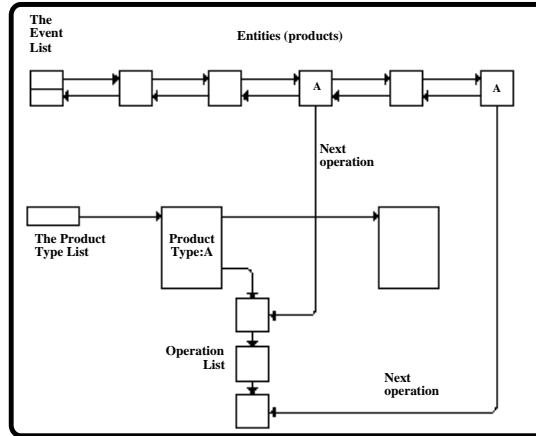 The
Event
List
Entities (products)
A
A
Next
operation
The Product
Type List
Product
Type:A
Operation
List
Next
operation